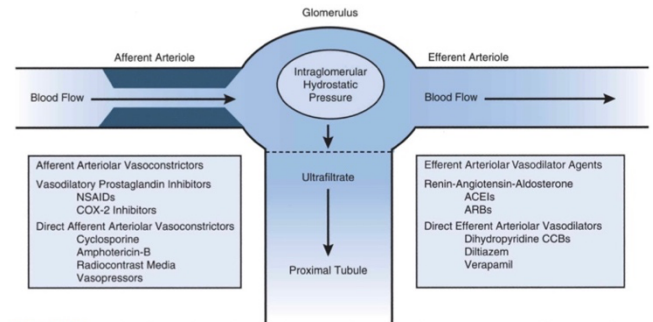 Glomerulus
Afferent Arteriole
Efferent Arteriole
Intraglomerular
Hydrostatic
Pressure
Blood Flow
Blood Flow
Afferent Arteriolar Vasoconstrictors
Vasodilatory Prostaglandin Inhibitors
NSAIDs
COX-2 Inhibitors
Direct Afferent Arteriolar Vasoconstrictors
Cyclosporine
Amphotericin-B
Radiocontrast Media
Vasopressors
Ultrafiltrate
Proximal Tubule
Efferent Arteriolar Vasodilator Agents
Renin-Angiotensin-Aldosterone
ACEIs
ARBs
Direct Efferent Arteriolar Vasodilators
Dihydropyridine CCBs
Diltiazem
Verapamil